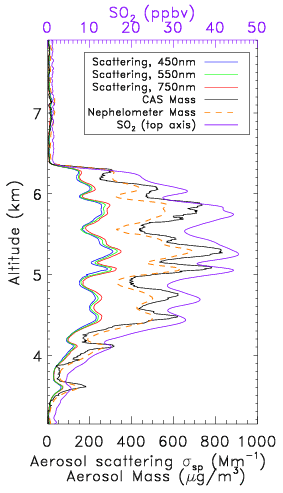 SO₂ (ppbv)
0 10 20 30 40 50
Scattering, 450nm
Scattering, 550nm
Scattering, 750nm
CAS Mass
Nephelometer Mass
SO₂ (top axis)
7
6
5
4
Altitude (km)
0 200 400 600 800 1000
Aerosol scattering σsp (Mm⁻¹)
Aerosol Mass (μg/m³)